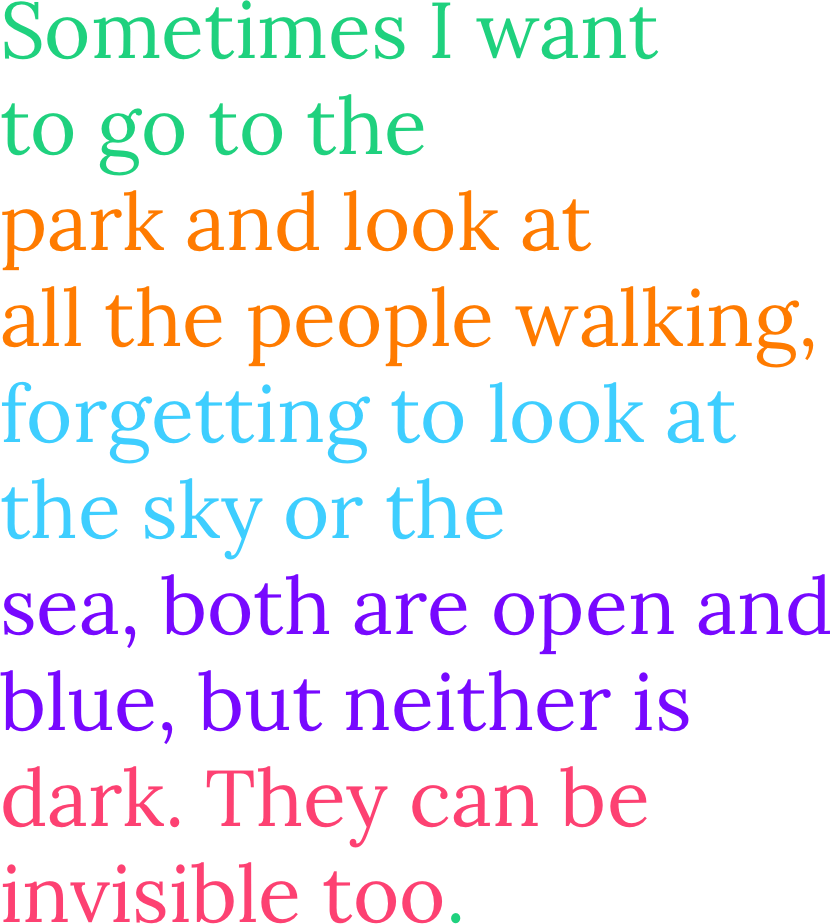 Sometimes I want
to go to the
park and look at
all the people walking,
forgetting to look at
the sky or the
sea, both are open and
blue, but neither is
dark. They can be
invisible too.